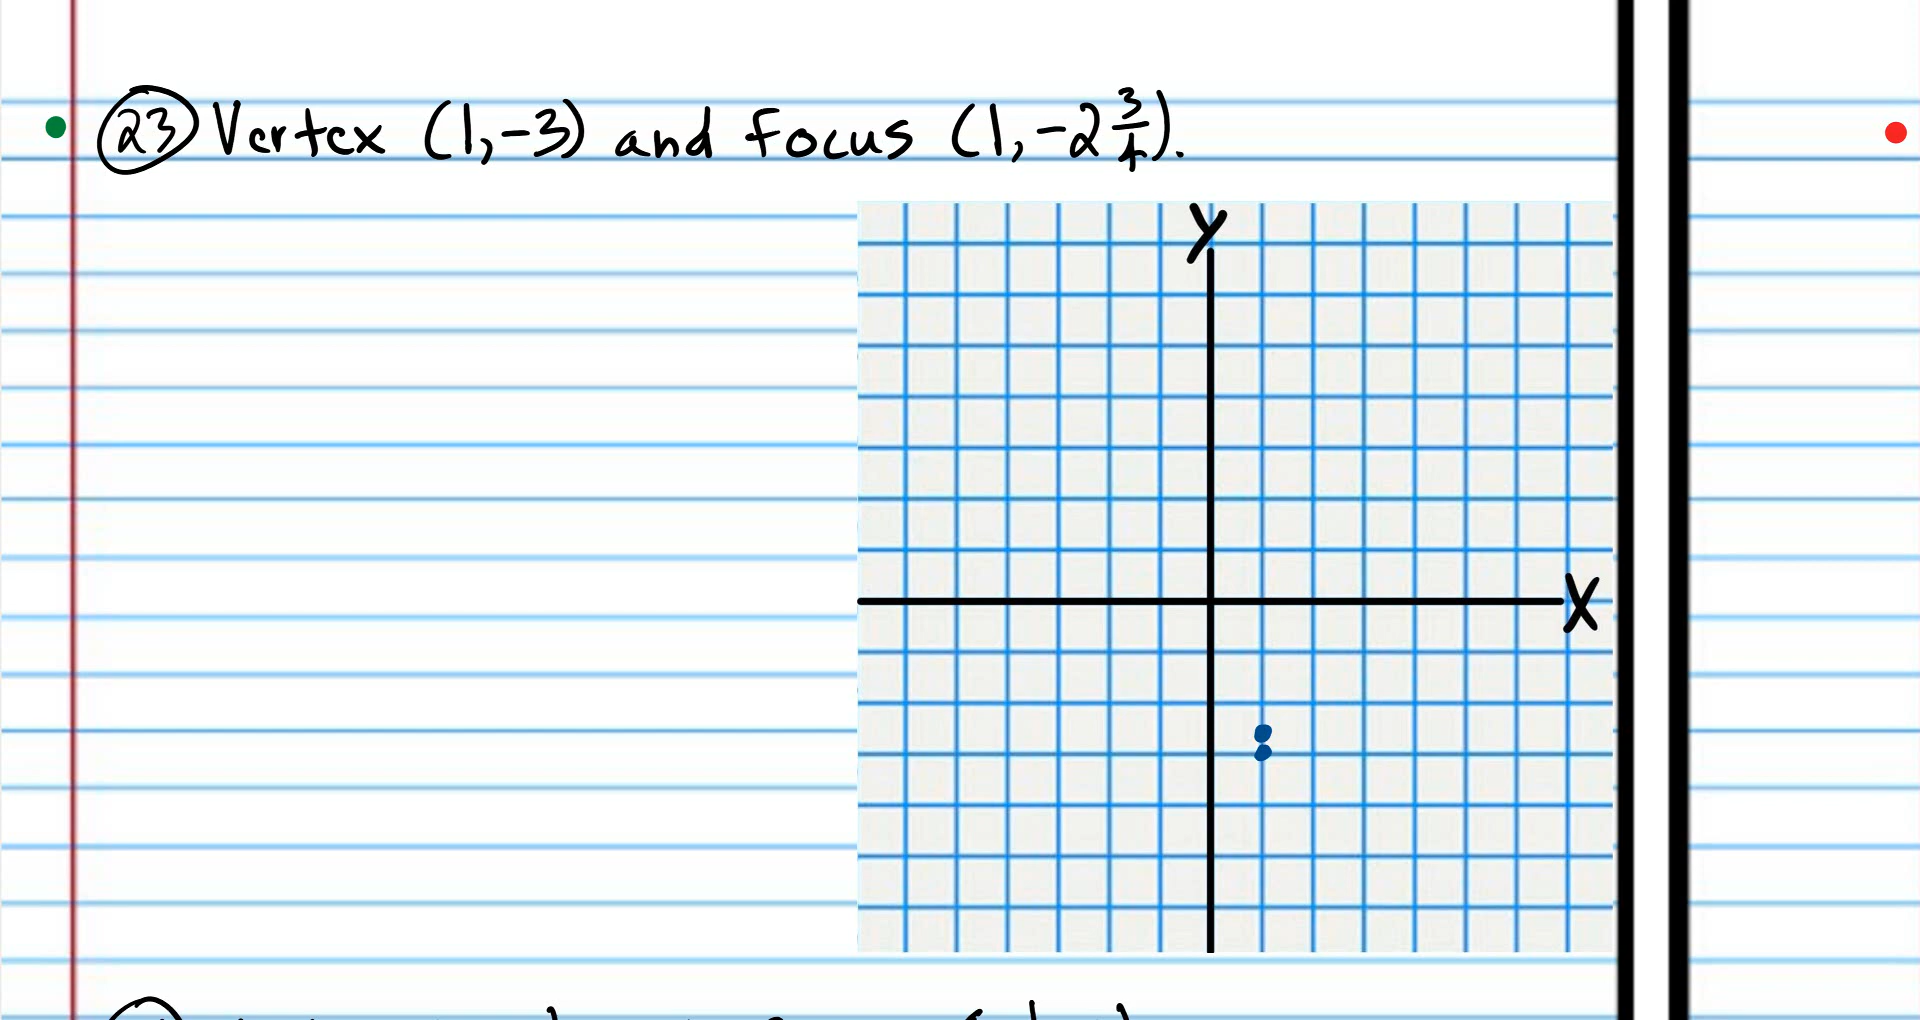 23 Vertex (1,-3) and Focus (1,-2 3/4).
Y
X